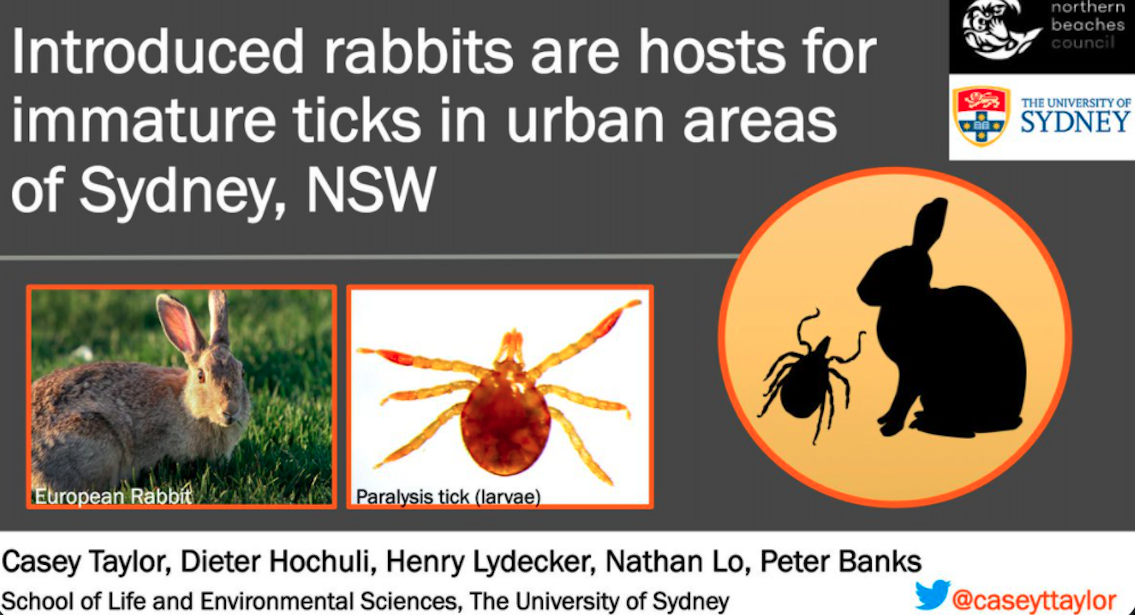 Introduced rabbits are hosts for
immature ticks in urban areas
of Sydney, NSW
northern
beaches
council
THE UNIVERSITY OF
SYDNEY
European Rabbit
Paralysis tick (larvae)
Casey Taylor, Dieter Hochuli, Henry Lydecker, Nathan Lo, Peter Banks
School of Life and Environmental Sciences, The University of Sydney
@caseyttaylor